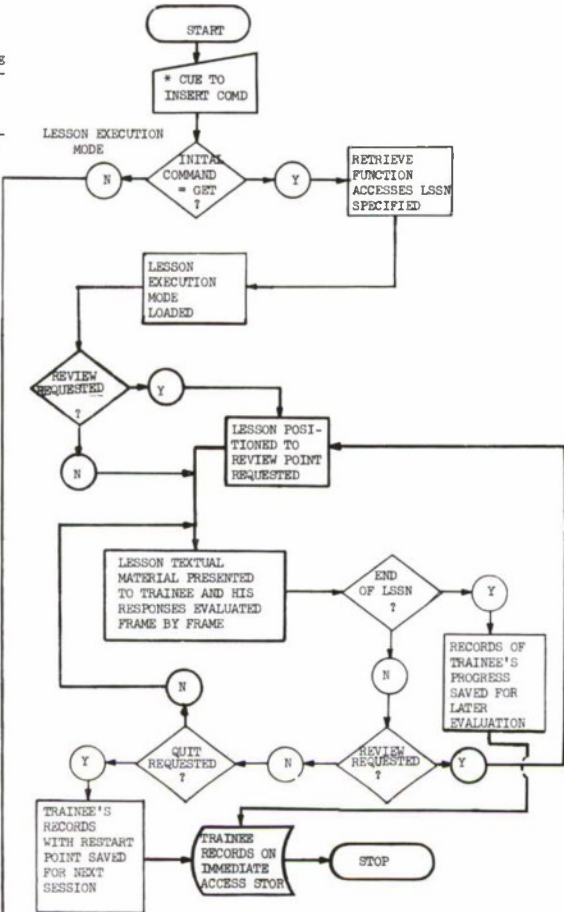 START
* CUE TO
INSERT COMD
LESSON EXECUTION
MODE
INITAL
COMMAND
= GET
?
N
Y
RETRIEVE
FUNCTION
ACCESSES LSSN
SPECIFIED
LESSON
EXECUTION
MODE
LOADED
REVIEW
REQUESTED
?
Y
N
LESSON POSI-
TIONED TO
REVIEW POINT
REQUESTED
LESSON TEXTUAL
MATERIAL PRESENTED
TO TRAINEE AND HIS
RESPONSES EVALUATED
FRAME BY FRAME
END
OF LSSN
?
Y
N
RECORDS OF
TRAINEE'S
PROGRESS
SAVED FOR
LATER
EVALUATION
N
Y
QUIT
REQUESTED
?
N
REVIEW
REQUESTED
?
Y
TRAINEE'S
RECORDS
WITH RESTART
POINT SAVED
FOR NEXT
SESSION
TRAINEE
RECORDS ON
IMMEDIATE
ACCESS STOR
STOP